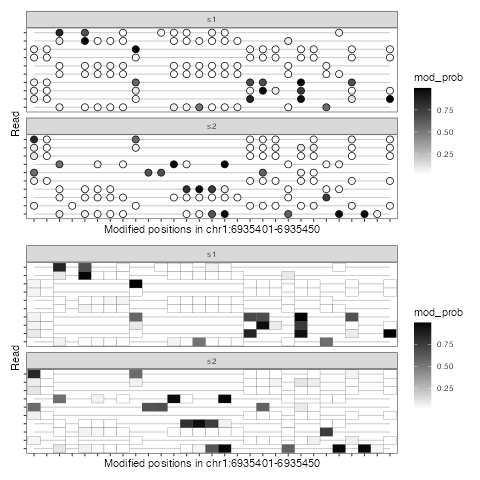 s1
s2
Read
Modified positions in chr1:6935401-6935450
mod_prob
0.75
0.50
0.25
s1
s2
Read
Modified positions in chr1:6935401-6935450
mod_prob
0.75
0.50
0.25